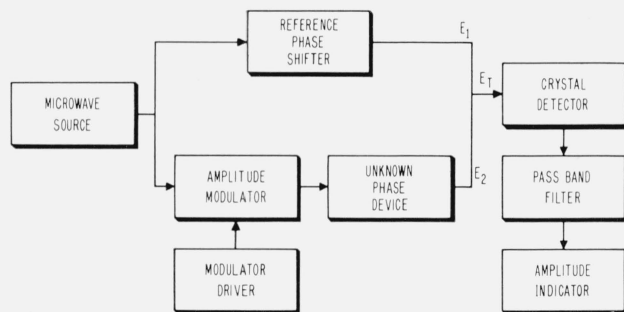 REFERENCE
PHASE
SHIFTER
E1
MICROWAVE
SOURCE
ET
CRYSTAL
DETECTOR
AMPLITUDE
MODULATOR
UNKNOWN
PHASE
DEVICE
E2
PASS BAND
FILTER
MODULATOR
DRIVER
AMPLITUDE
INDICATOR